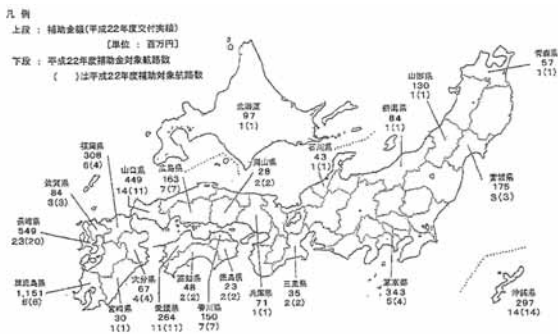 凡 例
上段 : 補助金額(平成22年度交付実績)
[単位 : 百万円]
下段 : 平成22年度補助金対象航路数
( )は平成22年度補助対象航路数
青森県
57
1(1)
山形県
130
1(1)
新潟県
84
1(1)
北海道
97
1(1)
石川県
43
1(1)
宮城県
175
3(3)
福岡県
308
山口県
449
14(11)
広島県
163
7(7)
岡山県
28
2(2)
佐賀県
84
3(3)
長崎県
549
23(20)
鹿児島県
1,151
宮崎県
30
1(1)
大分県
67
4(4)
愛媛県
264
11(11)
高知県
48
2(2)
香川県
150
7(7)
徳島県
23
2(2)
兵庫県
71
1(1)
三重県
35
2(2)
東京都
343
5(4)
沖縄県
297
14(14)